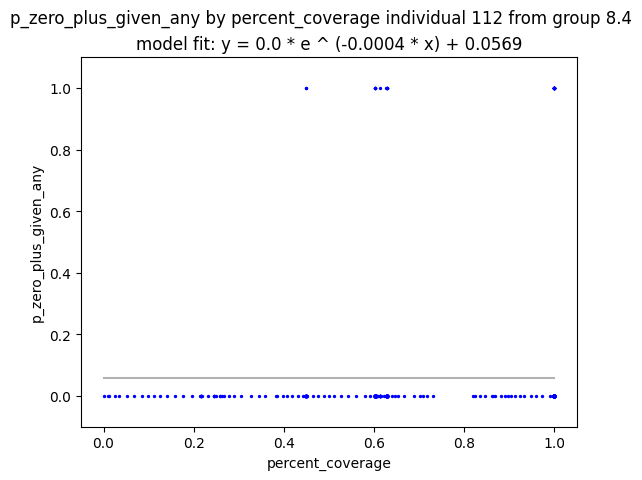 p_zero_plus_given_any by percent_coverage individual 112 from group 8.4
model fit: y = 0.0 * e ^ (-0.0004 * x) + 0.0569
p_zero_plus_given_any
1.0
0.8
0.6
0.4
0.2
0.0
0.0 0.2 0.4 0.6 0.8 1.0
percent_coverage